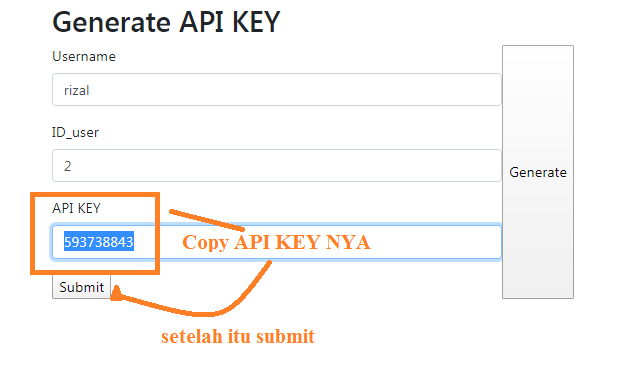 Generate API KEY
Username
rizal
ID_user
2
Generate
API KEY
593738843
Copy API KEY NYA
Submit
setelah itu submit